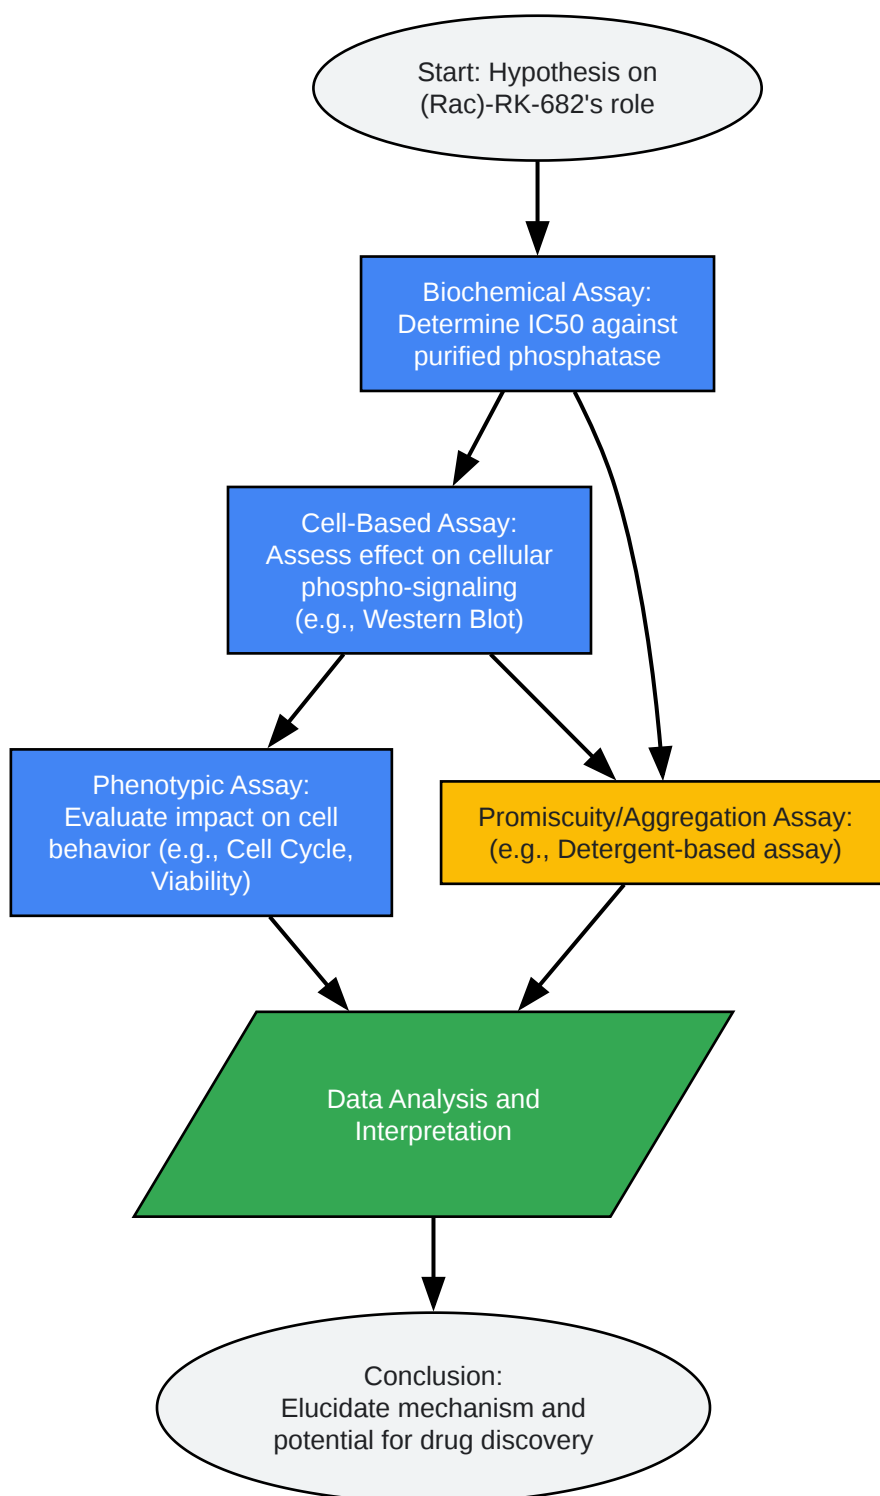 Start: Hypothesis on
(Rac)-RK-682's role
Biochemical Assay:
Determine IC50 against
purified phosphatase
Cell-Based Assay:
Assess effect on cellular
phospho-signaling
(e.g., Western Blot)
Phenotypic Assay:
Evaluate impact on cell
behavior (e.g., Cell Cycle,
Viability)
Promiscuity/Aggregation Assay:
(e.g., Detergent-based assay)
Data Analysis and
Interpretation
Conclusion:
Elucidate mechanism and
potential for drug discovery